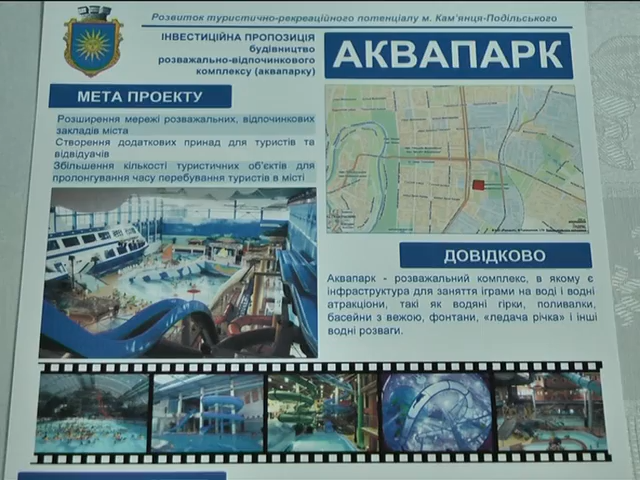 Розвиток туристично-рекреаційного потенціалу м. Кам'янця-Подільського
ІНВЕСТИЦІЙНА ПРОПОЗИЦІЯ
будівництво
розважально-відпочинкового
комплексу (аквапарку)
АКВАПАРК
МЕТА ПРОЕКТУ
Розширення мережі розважальних, відпочинкових
закладів міста
Створення додаткових принад для туристів та
відвідувачів
Збільшення кількості туристичних об'єктів для
пролонгування часу перебування туристів в місті
ДОВІДКОВО
Аквапарк - розважальний комплекс, в якому є
інфраструктура для заняття іграми на воді і водні
атракціони, такі як водяні гірки, поливалки,
басейни з вежою, фонтани, «ледача річка» і інші
водні розваги.